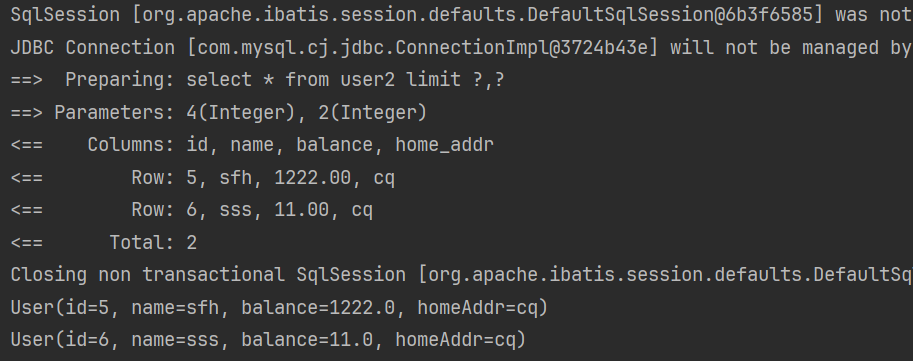 SqlSession [org.apache.ibatis.session.defaults.DefaultSqlSession@6b3f6585] was not
JDBC Connection [com.mysql.cj.jdbc.ConnectionImpl@3724b43e] will not be managed by
==>  Preparing: select * from user2 limit ?,?
==> Parameters: 4(Integer), 2(Integer)
<==    Columns: id, name, balance, home_addr
<==        Row: 5, sfh, 1222.00, cq
<==        Row: 6, sss, 11.00, cq
<==      Total: 2
Closing non transactional SqlSession [org.apache.ibatis.session.defaults.DefaultSq
User(id=5, name=sfh, balance=1222.0, homeAddr=cq)
User(id=6, name=sss, balance=11.0, homeAddr=cq)